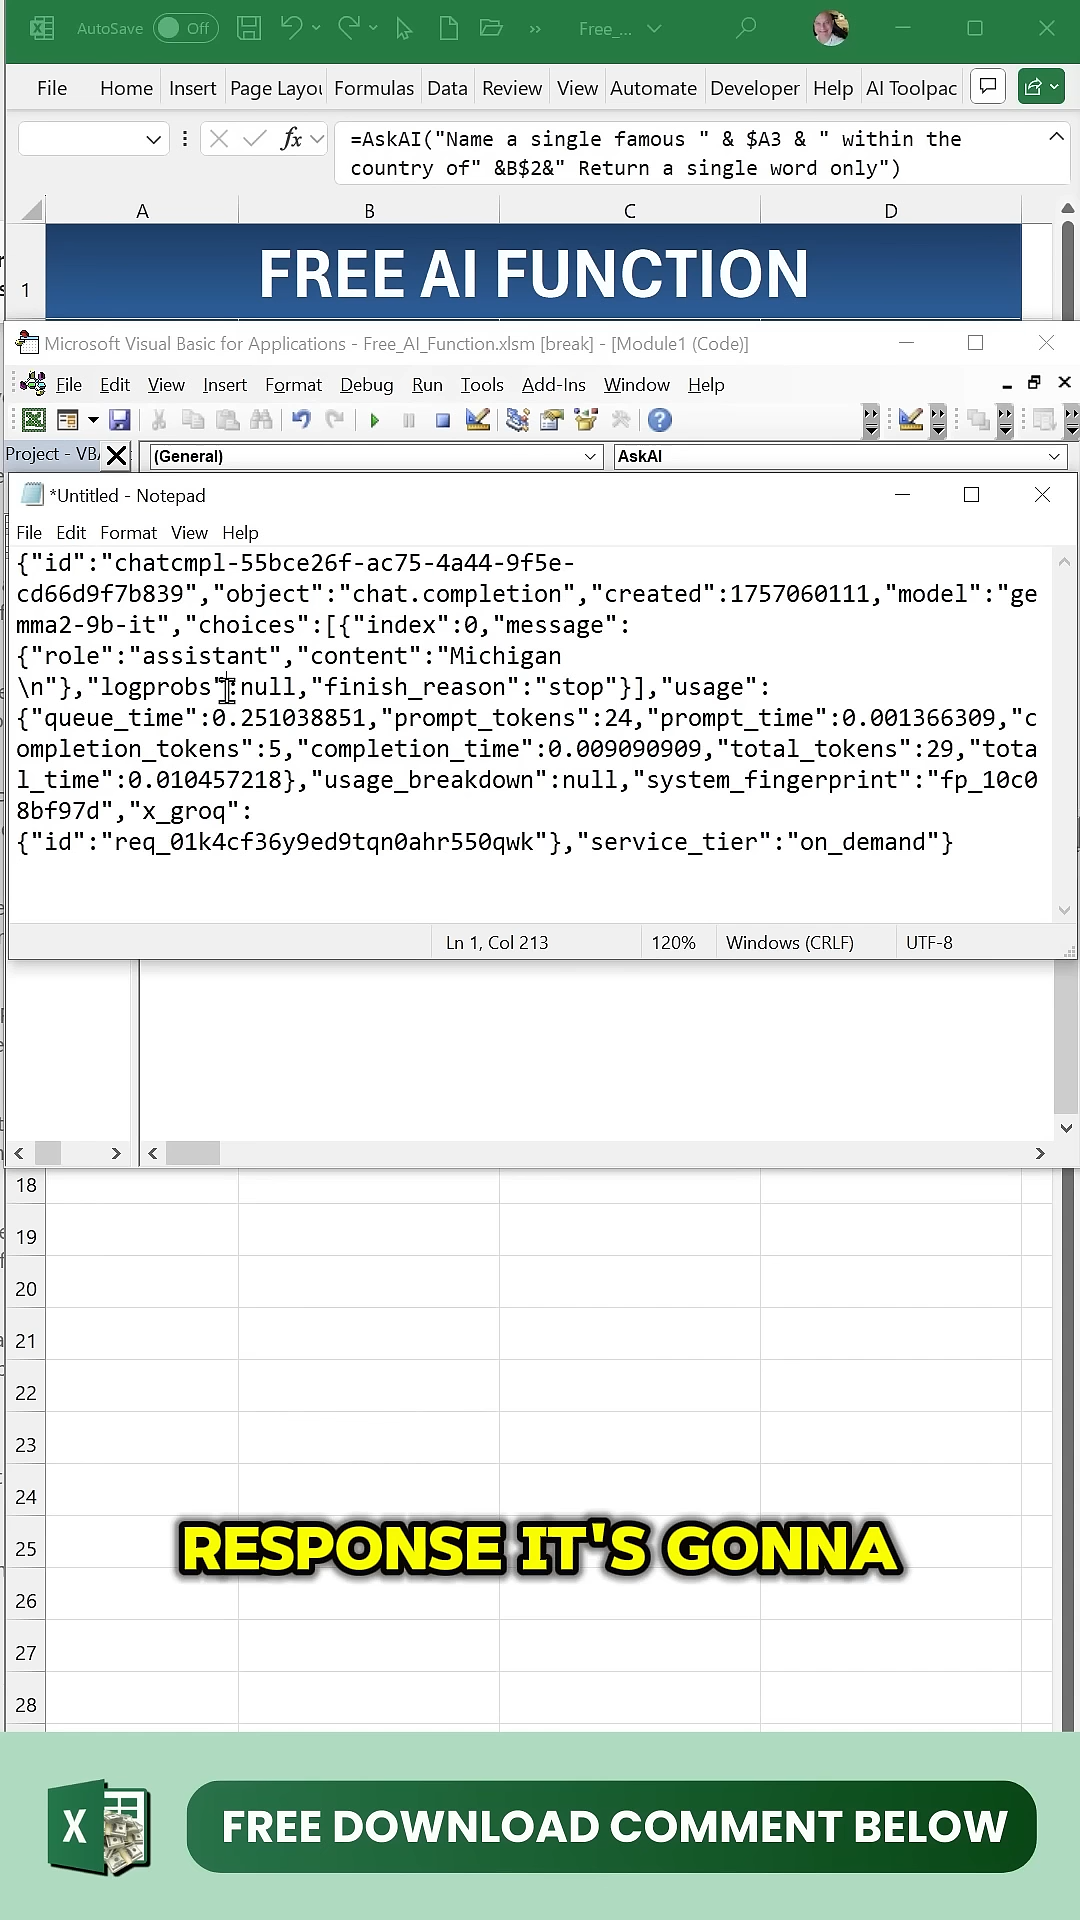 AutoSave Off Free_...
File Home Insert Page Layou Formulas Data Review View Automate Developer Help AI Toolpac
fx =AskAI("Name a single famous " & $A3 & " within the
country of" &B$2&" Return a single word only")
A B C D
1 FREE AI FUNCTION
Microsoft Visual Basic for Applications - Free_AI_Function.xlsm [break] - [Module1 (Code)]
File Edit View Insert Format Debug Run Tools Add-Ins Window Help
Project - VB
(General) AskAI
*Untitled - Notepad
File Edit Format View Help
{"id":"chatcmpl-55bce26f-ac75-4a44-9f5e-
cd66d9f7b839","object":"chat.completion","created":1757060111,"model":"ge
mma2-9b-it","choices":[{"index":0,"message":
{"role":"assistant","content":"Michigan
\n"},"logprobs":null,"finish_reason":"stop"}],"usage":
{"queue_time":0.251038851,"prompt_tokens":24,"prompt_time":0.001366309,"c
ompletion_tokens":5,"completion_time":0.009090909,"total_tokens":29,"tota
l_time":0.010457218},"usage_breakdown":null,"system_fingerprint":"fp_10c0
8bf97d","x_groq":
{"id":"req_01k4cf36y9ed9tqn0ahr550qwk"},"service_tier":"on_demand"}
Ln 1, Col 213 120% Windows (CRLF) UTF-8
18
19
20
21
22
23
24
25
RESPONSE IT'S GONNA
26
27
28
X FREE DOWNLOAD COMMENT BELOW